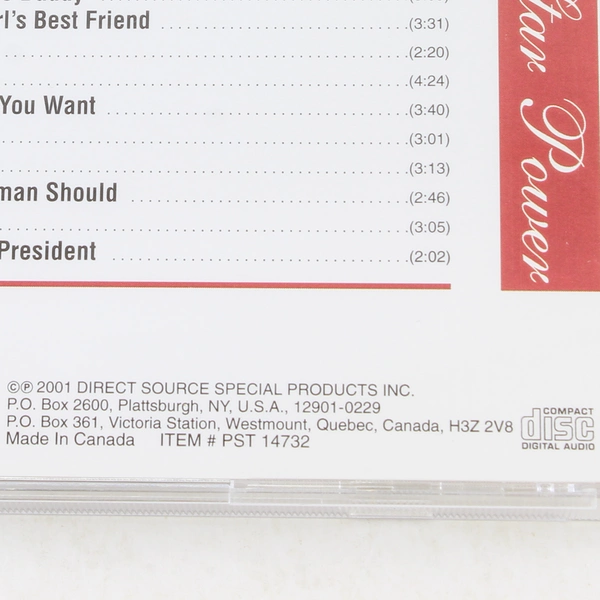 rl's Best Friend (3:31)
(2:20)
(4:24)
You Want (3:40)
(3:01)
(3:13)
man Should (2:46)
(3:05)
President (2:02)
Star Power
©℗ 2001 DIRECT SOURCE SPECIAL PRODUCTS INC.
P.O. Box 2600, Plattsburgh, NY, U.S.A., 12901-0229
P.O. Box 361, Victoria Station, Westmount, Quebec, Canada, H3Z 2V8
Made In Canada ITEM # PST 14732
COMPACT
disc
DIGITAL AUDIO